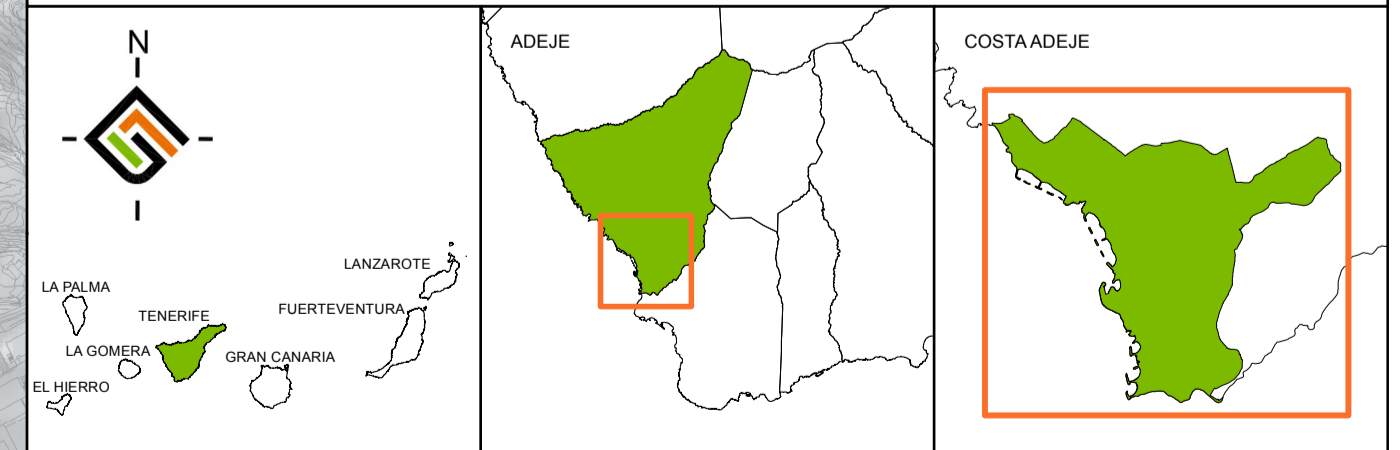 N
LANZAROTE
LA PALMA
FUERTEVENTURA
TENERIFE
LA GOMERA
GRAN CANARIA
EL HIERRO
ADEJE
COSTA ADEJE